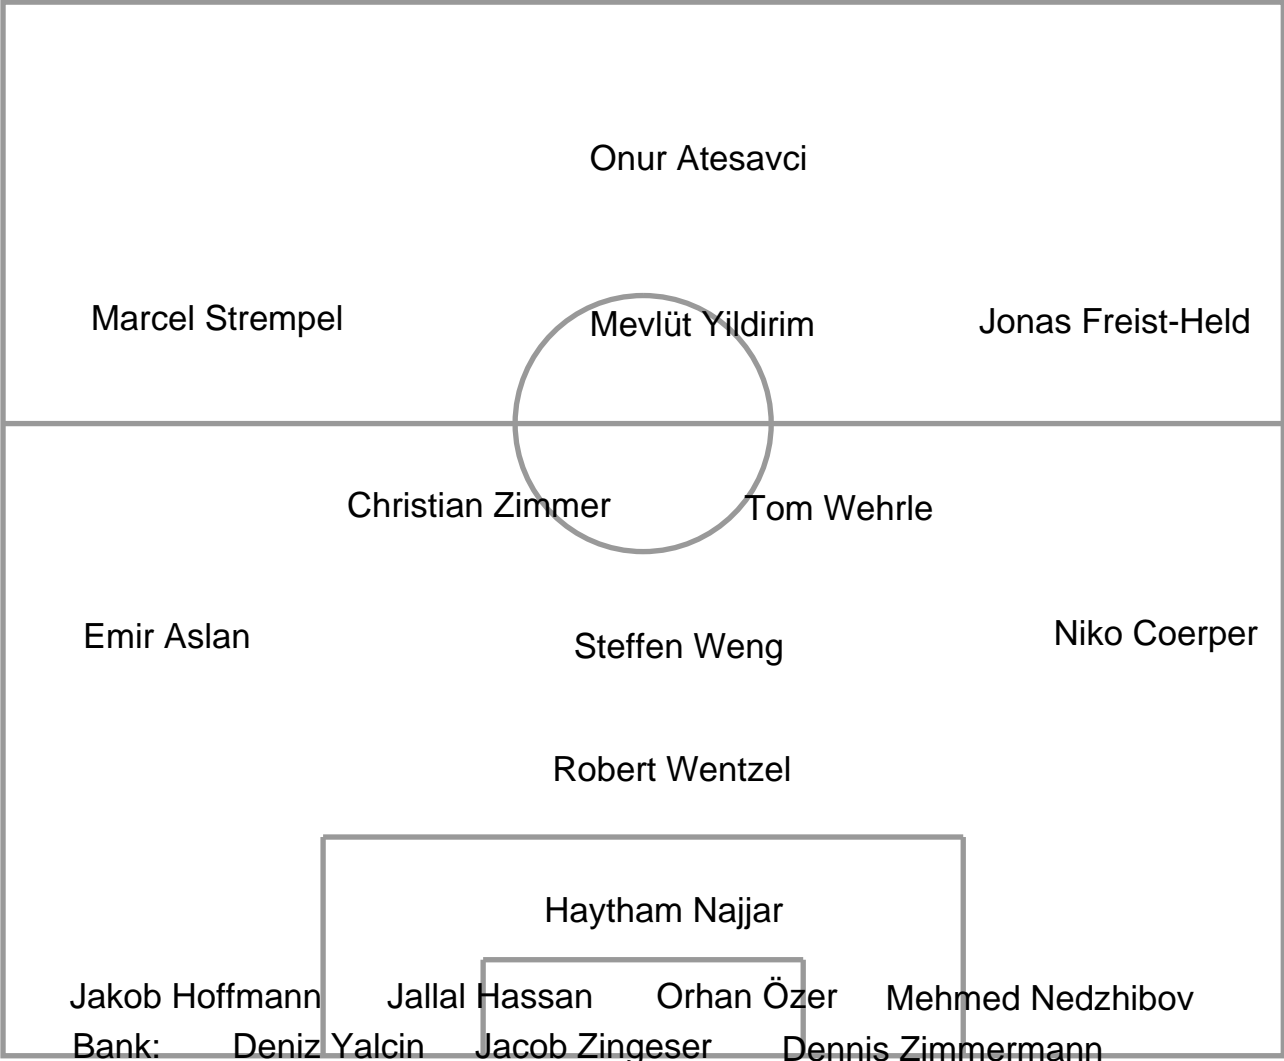 Onur Atesavci
Marcel Strempel Mevlüt Yildirim Jonas Freist-Held
Christian Zimmer Tom Wehrle
Emir Aslan Steffen Weng Niko Coerper
Robert Wentzel
Haytham Najjar
Jakob Hoffmann Jallal Hassan Orhan Özer Mehmed Nedzhibov
Bank: Deniz Yalcin Jacob Zingeser Dennis Zimmermann